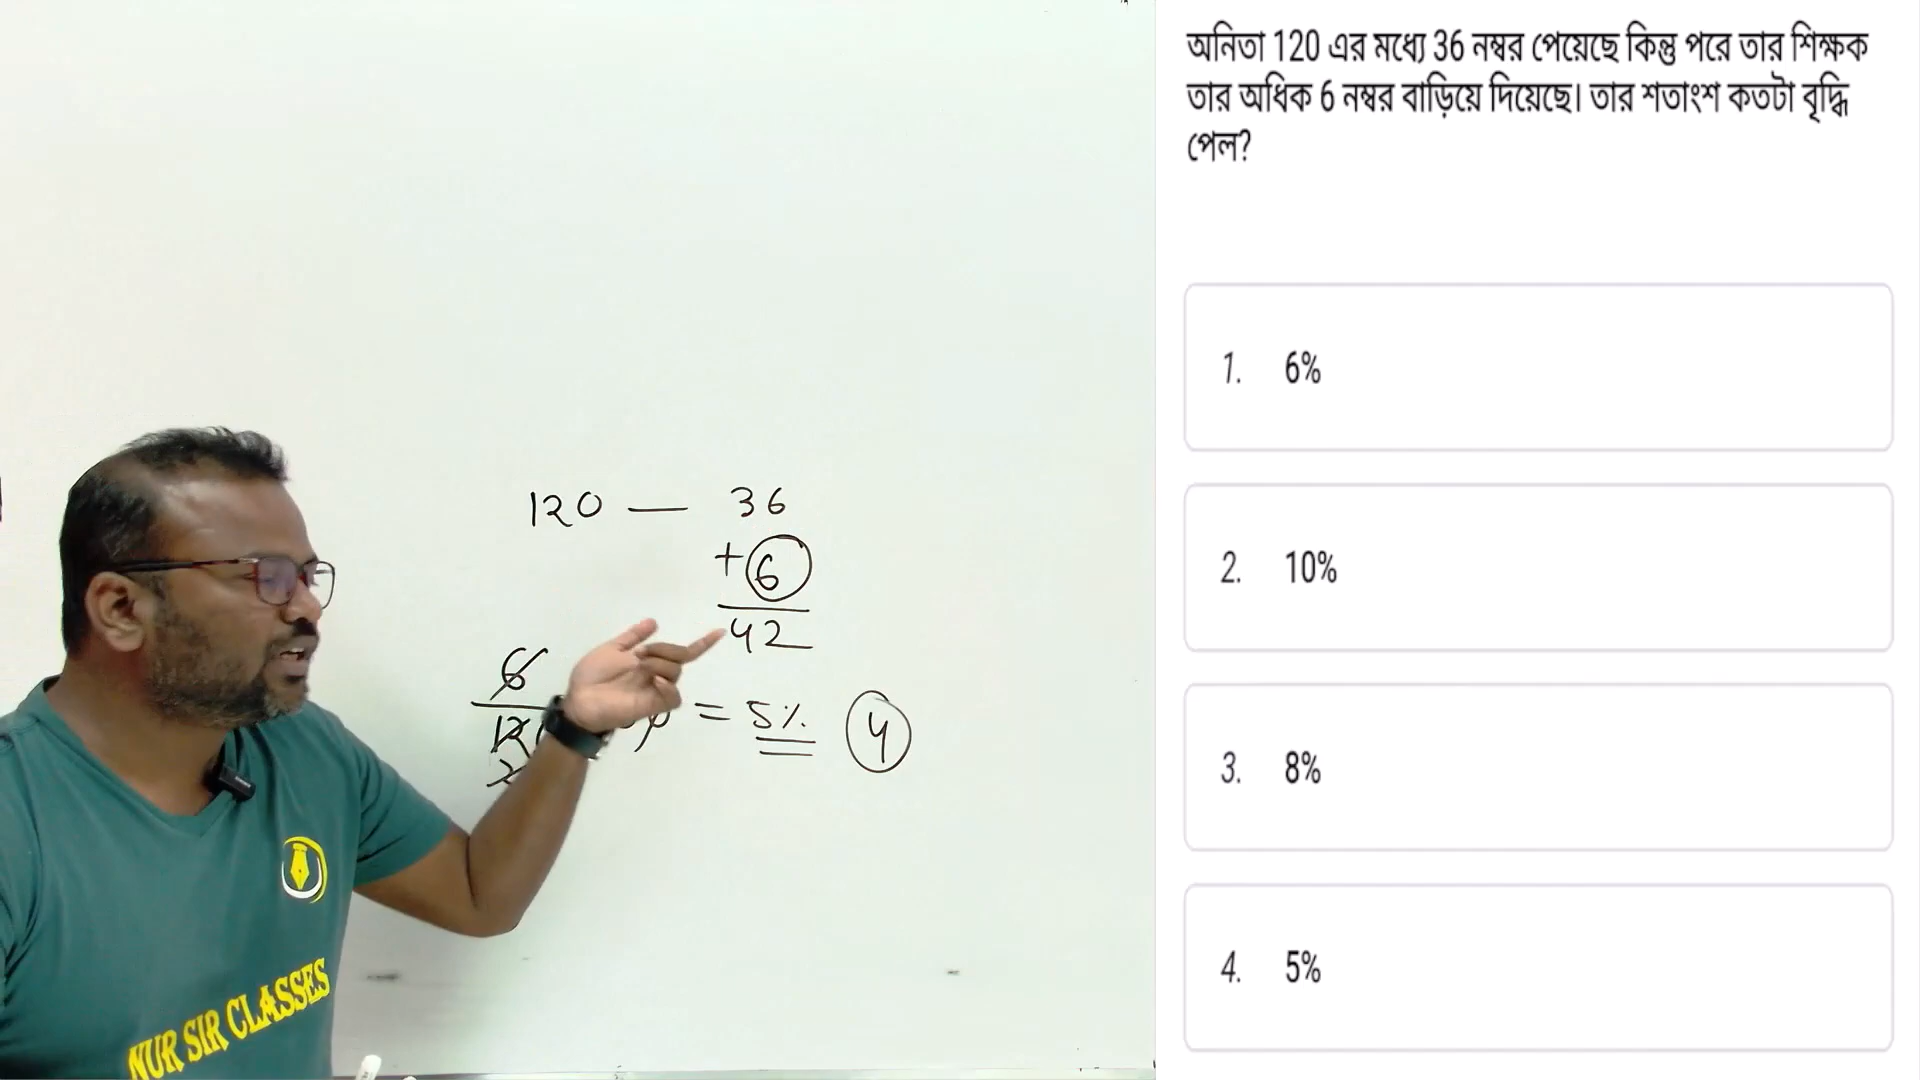 অনিতা 120 এর মধ্যে 36 নম্বর পেয়েছে কিন্তু পরে তার শিক্ষক
তার অধিক 6 নম্বর বাড়িয়ে দিয়েছে। তার শতাংশ কতটা বৃদ্ধি
পেল?
1. 6%
2. 10%
3. 8%
4. 5%
120 — 36
+6
42
6
= 5% 4
NUR SIR CLASSES